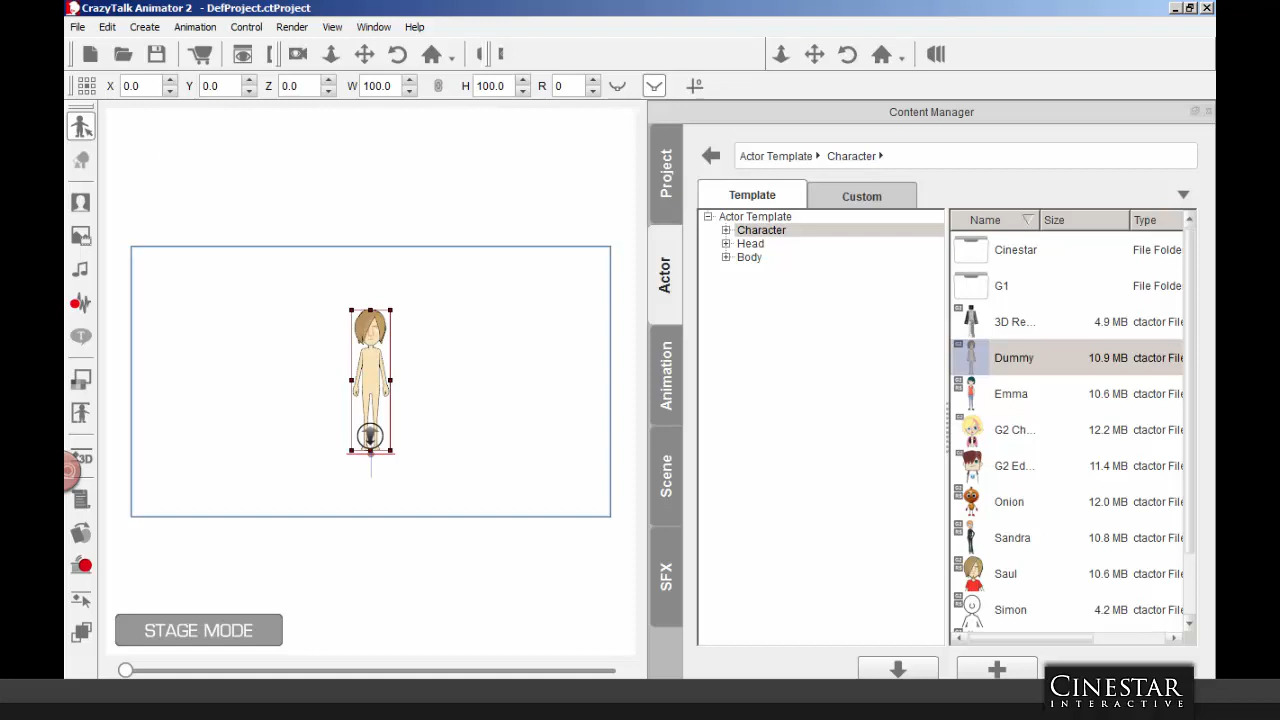 CrazyTalk Animator 2 - DefProject.ctProject
File Edit Create Animation Control Render View Window Help
X 0.0 Y 0.0 Z 0.0 W 100.0 H 100.0 R 0
Content Manager
Actor Template Character
Template Custom
Project
Actor
Animation
Scene
SFX
Actor Template
Character
Head
Body
Name Size Type
Cinestar File Folde
G1 File Folde
3D Re... 4.9 MB ctactor File
Dummy 10.9 MB ctactor File
Emma 10.6 MB ctactor File
G2 Ch... 12.2 MB ctactor File
G2 Ed... 11.4 MB ctactor File
Onion 12.0 MB ctactor File
Sandra 10.8 MB ctactor File
Saul 10.6 MB ctactor File
Simon 4.2 MB ctactor File
3D
STAGE MODE
CINESTAR
INTERACTIVE